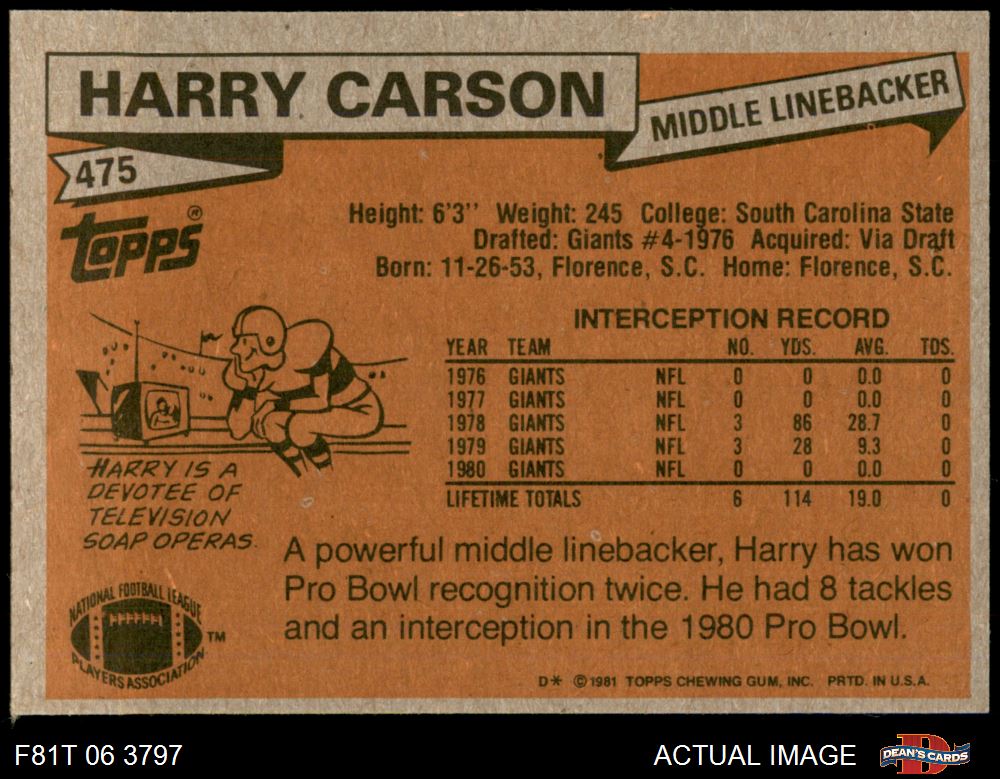 HARRY CARSON
MIDDLE LINEBACKER
475
TOPPS®
Height: 6'3'' Weight: 245 College: South Carolina State
Drafted: Giants #4-1976 Acquired: Via Draft
Born: 11-26-53, Florence, S.C. Home: Florence, S.C.
INTERCEPTION RECORD
YEAR TEAM NO. YDS. AVG. TDS.
1976 GIANTS NFL 0 0 0.0 0
1977 GIANTS NFL 0 0 0.0 0
1978 GIANTS NFL 3 86 28.7 0
1979 GIANTS NFL 3 28 9.3 0
1980 GIANTS NFL 0 0 0.0 0
LIFETIME TOTALS 6 114 19.0 0
HARRY IS A
DEVOTEE OF
TELEVISION
SOAP OPERAS.
A powerful middle linebacker, Harry has won
Pro Bowl recognition twice. He had 8 tackles
and an interception in the 1980 Pro Bowl.
NATIONAL FOOTBALL LEAGUE
PLAYERS ASSOCIATION
TM
D* ©1981 TOPPS CHEWING GUM, INC. PRTD. IN U.S.A.
F81T 06 3797
ACTUAL IMAGE
DEAN'S CARDS